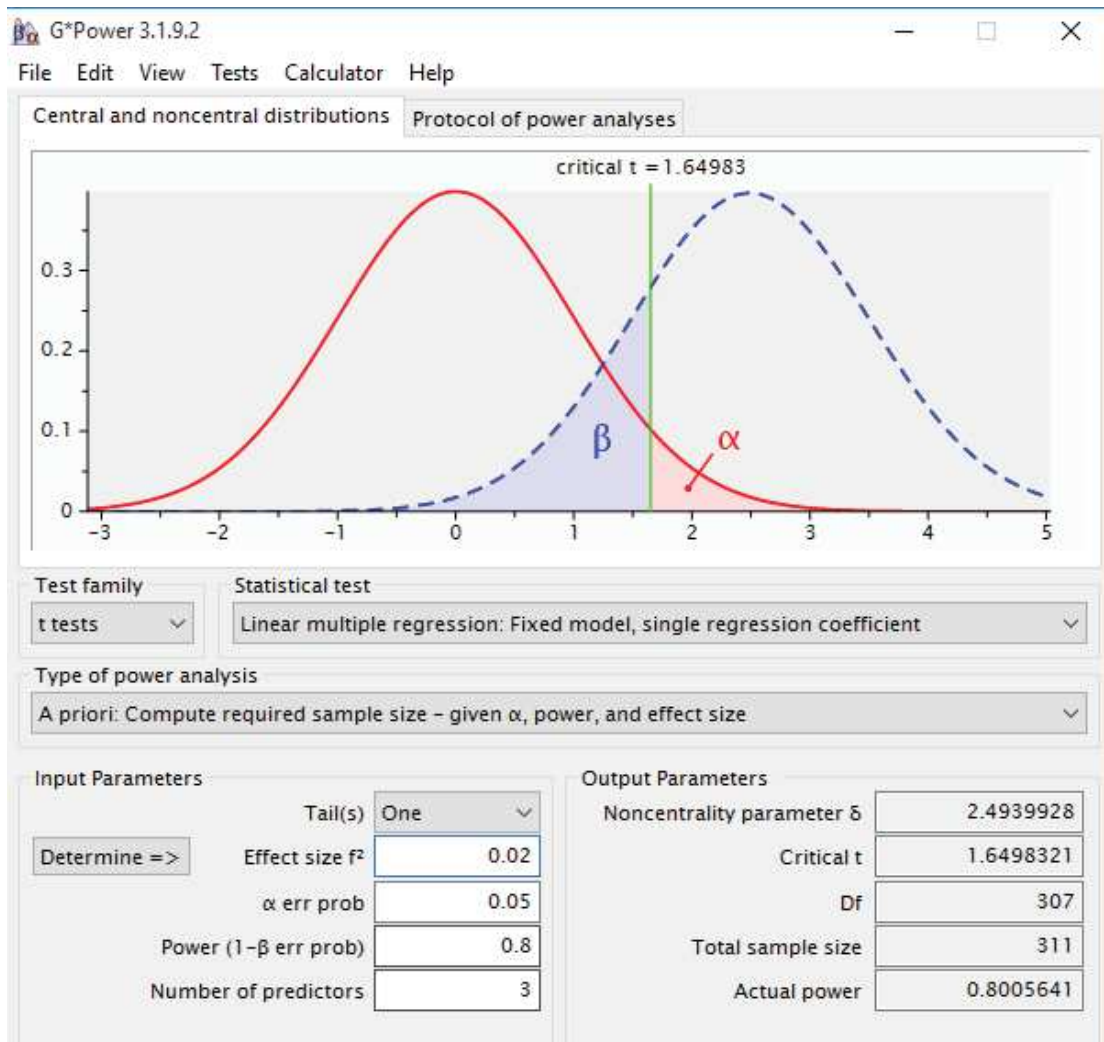 G*Power 3.1.9.2
File Edit View Tests Calculator Help
Central and noncentral distributions Protocol of power analyses
critical t = 1.64983
0.3
0.2
0.1
0
β
α
-3 -2 -1 0 1 2 3 4 5
Test family Statistical test
t tests Linear multiple regression: Fixed model, single regression coefficient
Type of power analysis
A priori: Compute required sample size - given α, power, and effect size
Input Parameters
Tail(s) One
Determine => Effect size f² 0.02
α err prob 0.05
Power (1-β err prob) 0.8
Number of predictors 3
Output Parameters
Noncentrality parameter δ 2.4939928
Critical t 1.6498321
Df 307
Total sample size 311
Actual power 0.8005641